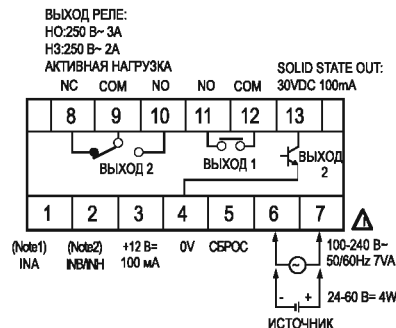 ВЫХОД РЕЛЕ:
НО:250 В~ 3А
НЗ:250 В~ 2А
АКТИВНАЯ НАГРУЗКА
SOLID STATE OUT:
30VDC 100mA
NC COM NO NO COM
8 9 10 11 12 13
ВЫХОД 2
ВЫХОД 1
ВЫХОД
2
1 2 3 4 5 6 7
(Note1)
INA
(Note2)
INB/INH
+12 В=
100 мА
0V
СБРОС
100-240 В~
50/60Hz 7VA
- +
24-60 В= 4W
ИСТОЧНИК